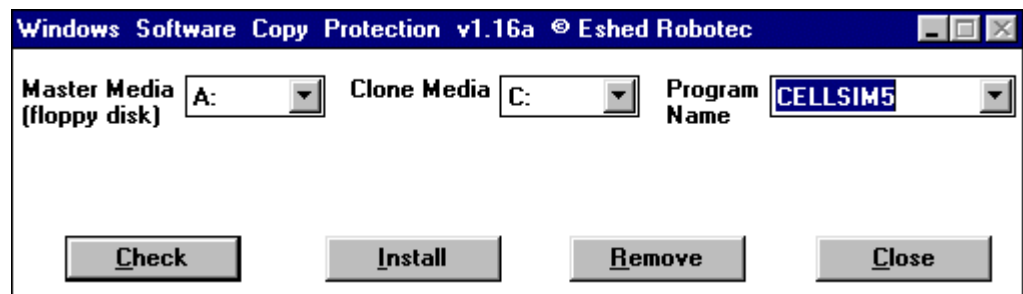 Windows Software Copy Protection v1.16a © Eshed Robotec
Master Media A: Clone Media C: Program CELLSIM5
(floppy disk) Name
Check Install Remove Close